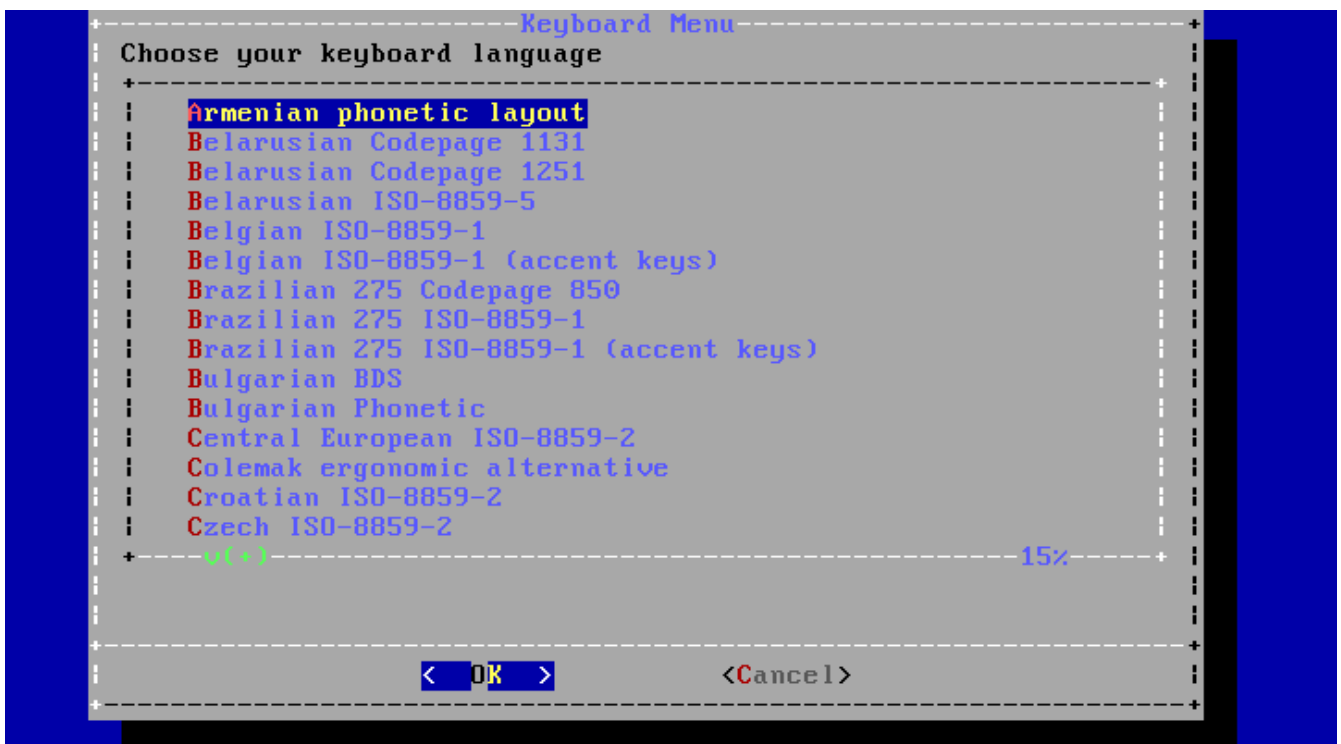 Keyboard Menu
Choose your keyboard language
Armenian phonetic layout
Belarusian Codepage 1131
Belarusian Codepage 1251
Belarusian ISO-8859-5
Belgian ISO-8859-1
Belgian ISO-8859-1 (accent keys)
Brazilian 275 Codepage 850
Brazilian 275 ISO-8859-1
Brazilian 275 ISO-8859-1 (accent keys)
Bulgarian BDS
Bulgarian Phonetic
Central European ISO-8859-2
Colemak ergonomic alternative
Croatian ISO-8859-2
Czech ISO-8859-2
v(+) 15%
< OK > <Cancel>